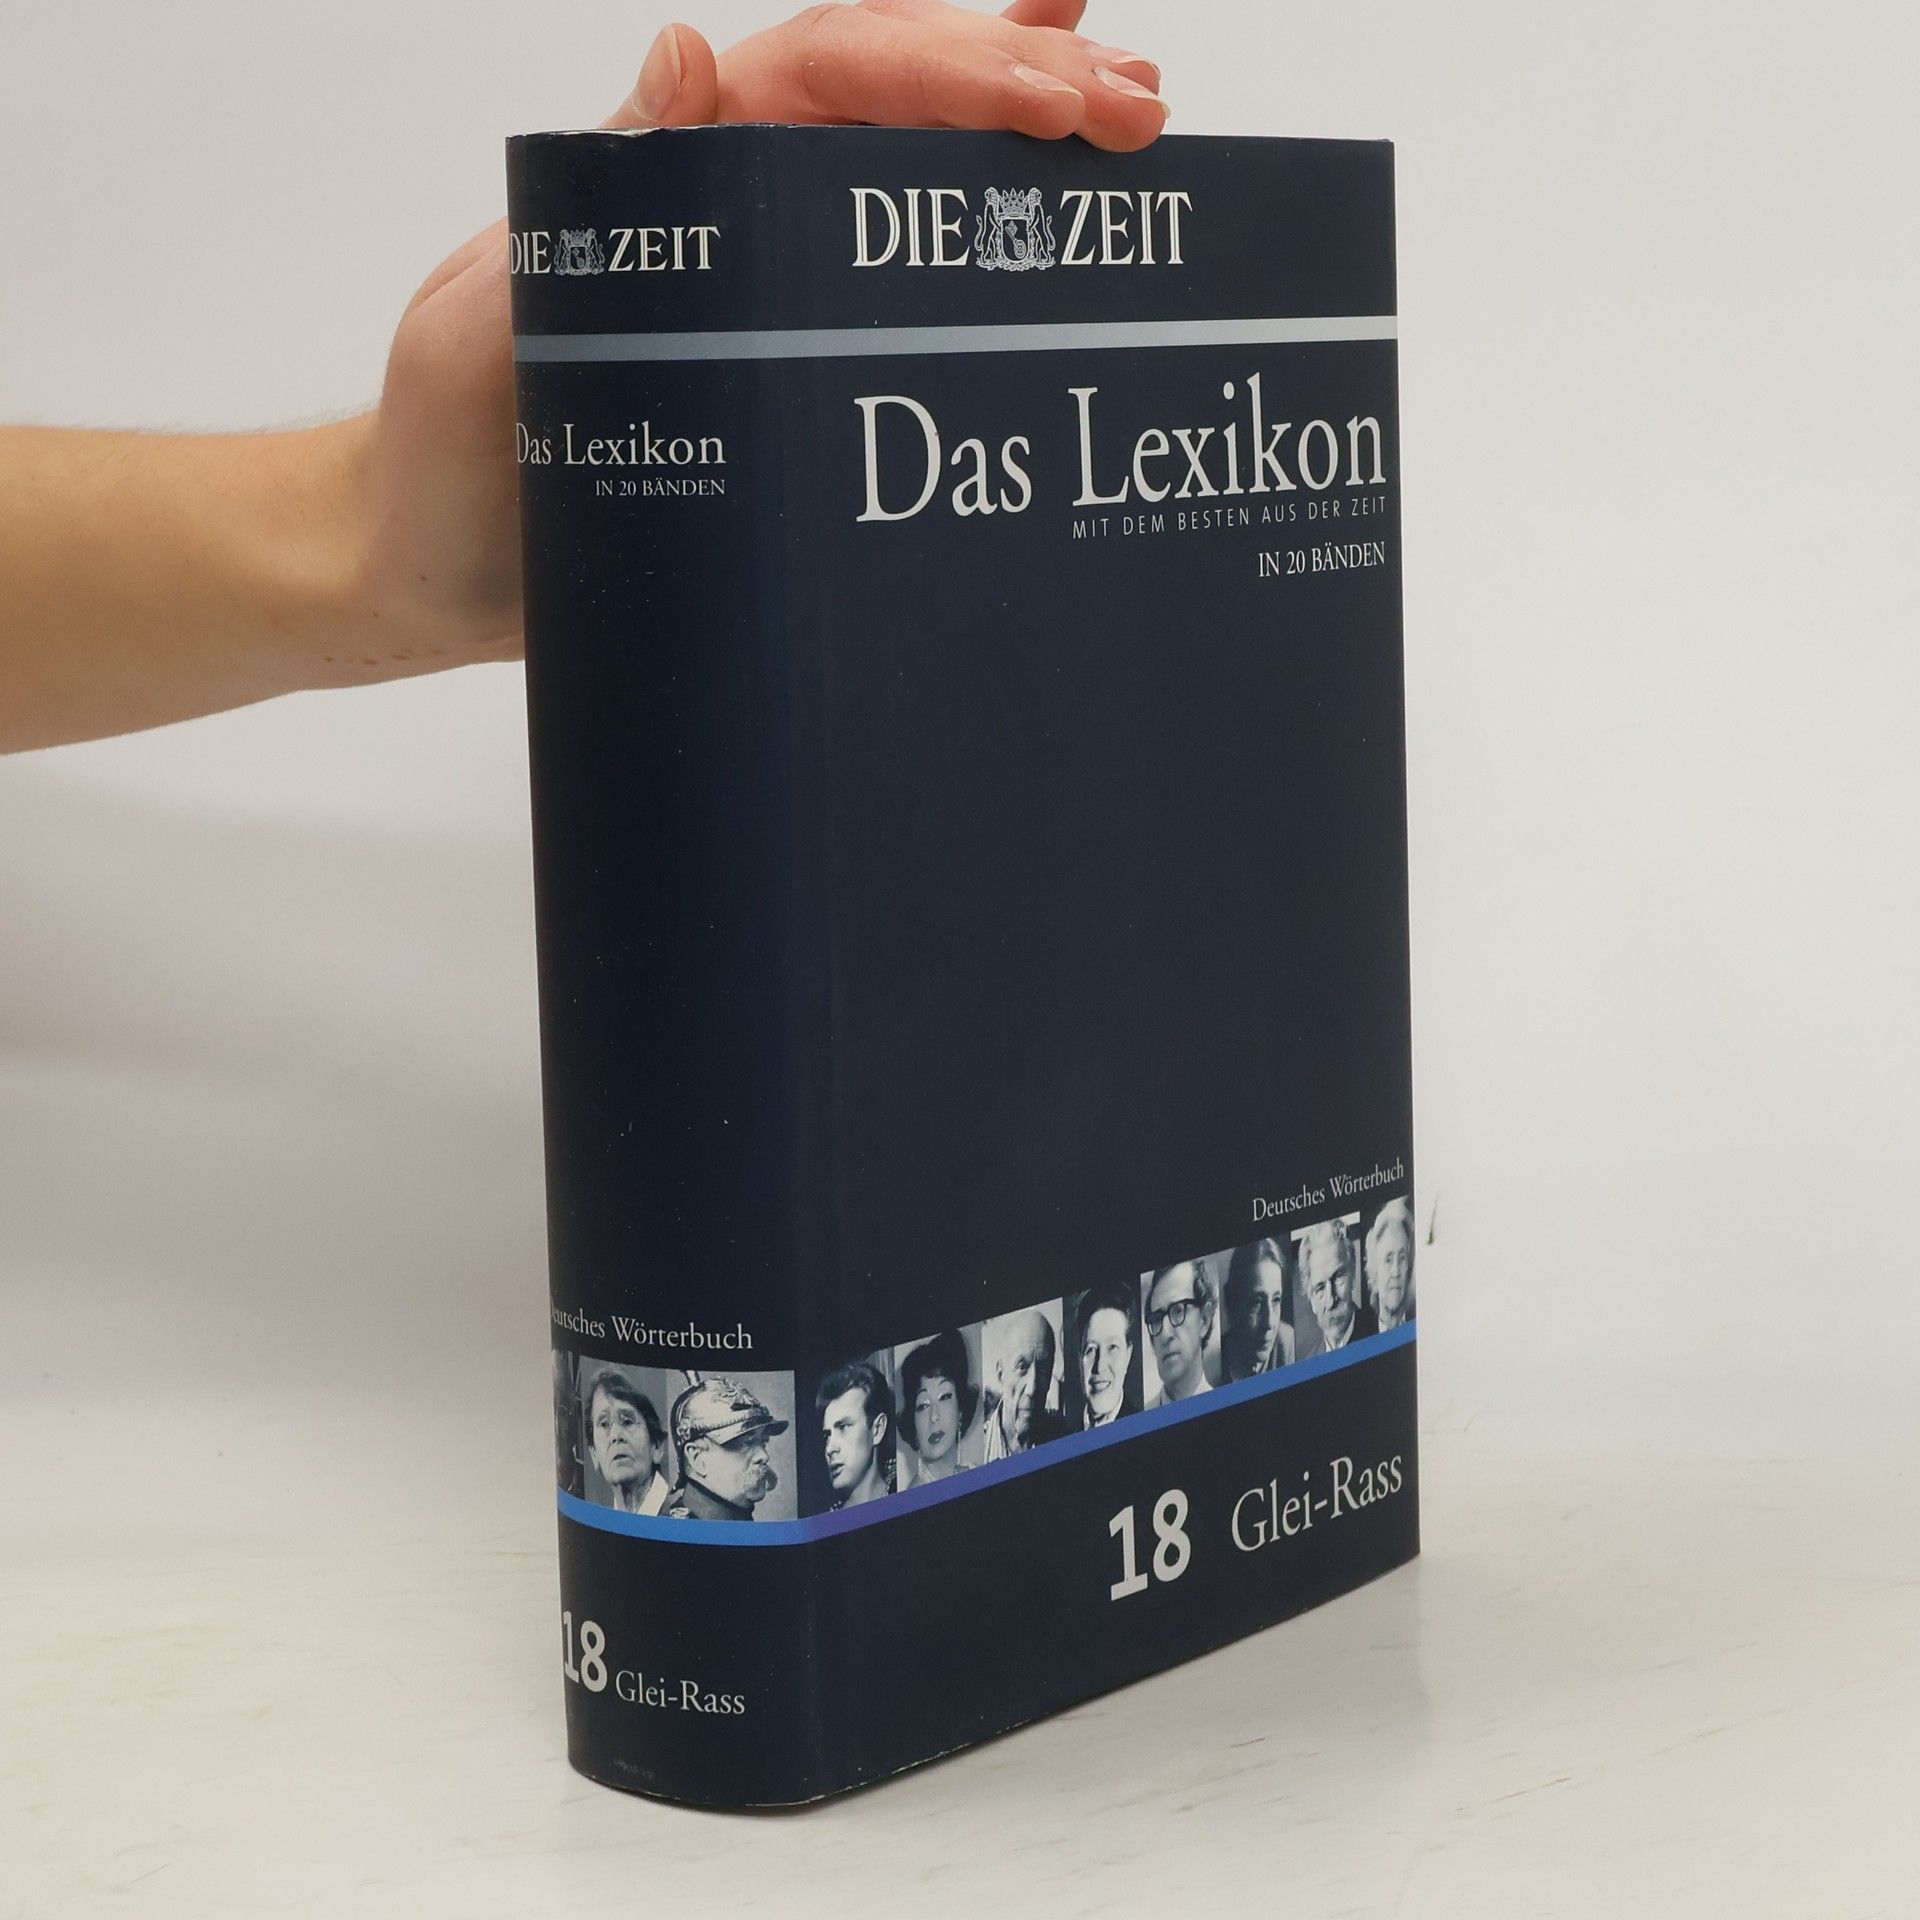 DIE ZEIT
Das Lexikon
IN 20 BÄNDEN
Deutsches Wörterbuch
18 Glei-Rass
DIE ZEIT
Das Lexikon
MIT DEM BESTEN AUS DER ZEIT
IN 20 BÄNDEN
Deutsches Wörterbuch
18 Glei-Rass